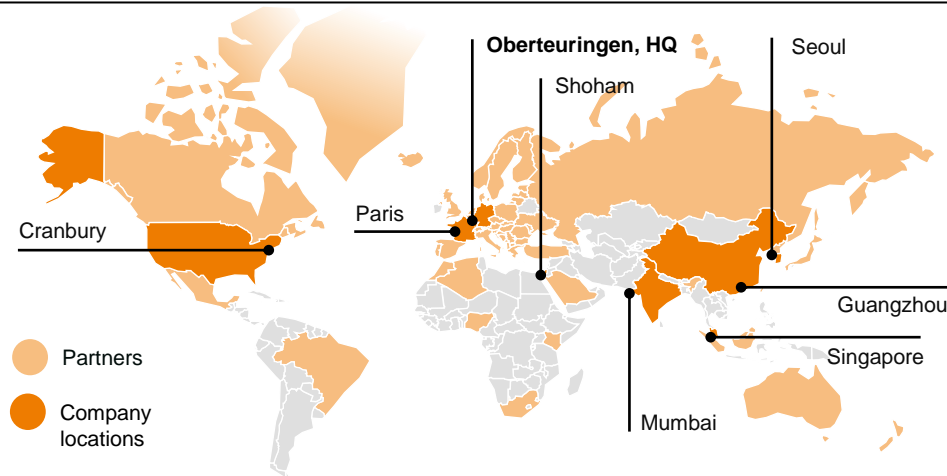 Oberteuringen, HQ
Seoul
Shoham
Paris
Cranbury
Guangzhou
Partners
Singapore
Company
locations
Mumbai